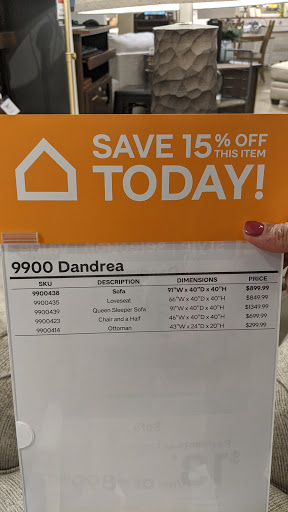 SAVE 15% OFF THIS ITEM
TODAY!
9900 Dandrea
SKU DESCRIPTION DIMENSIONS PRICE
9900438 Sofa 91"W x 40"D x 40"H $899.99
9900435 Loveseat 66"W x 40"D x 40"H $849.99
9900439 Queen Sleeper Sofa 91"W x 40"D x 40"H $1349.99
9900423 Chair and a Half 46"W x 40"D x 40"H $699.99
9900414 Ottoman 43"W x 24"D x 20"H $299.99